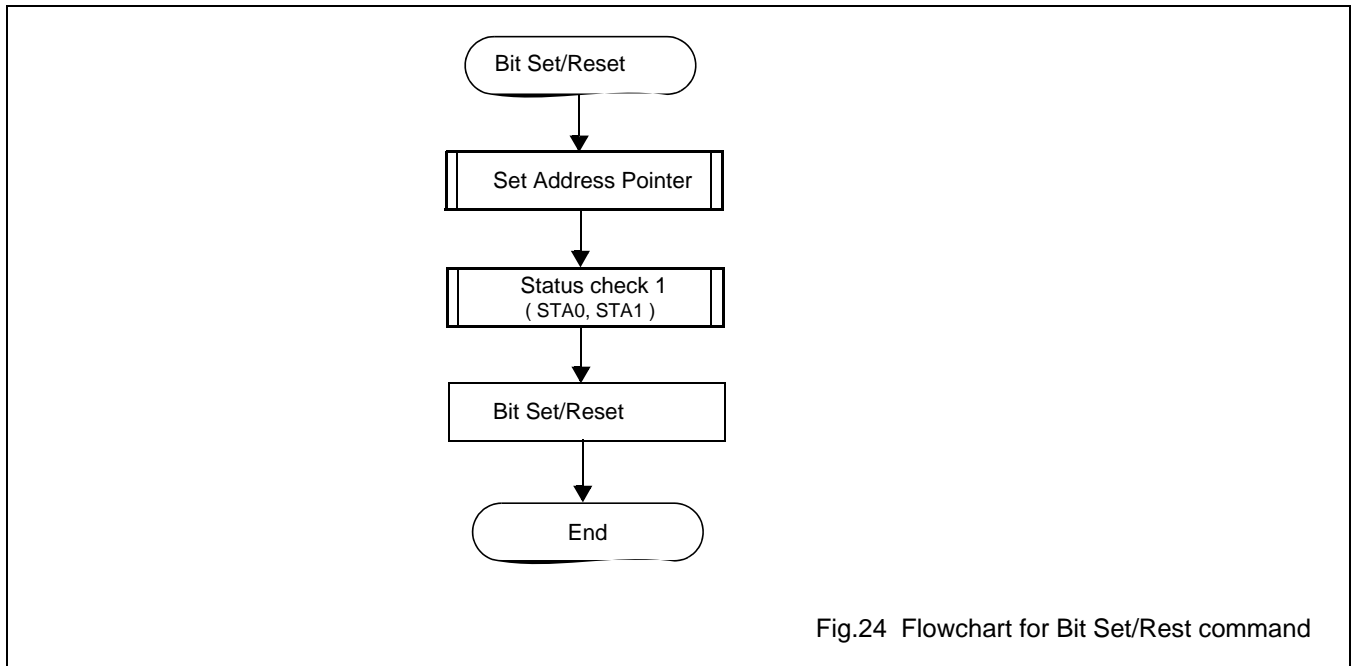 Bit Set/Reset
Set Address Pointer
Status check 1
( STA0, STA1 )
Bit Set/Reset
End
Fig.24 Flowchart for Bit Set/Rest command